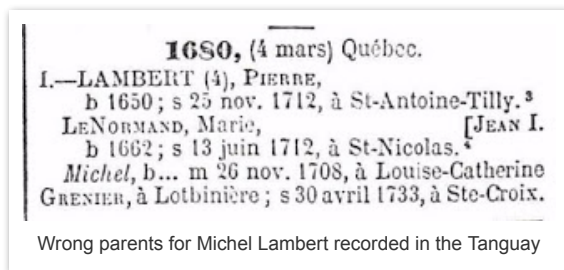 1680, (4 mars) Québec.
I.—LAMBERT (4), PIERRE,
b 1650 ; s 25 nov. 1712, à St-Antoine-Tilly. ³
LENORMAND, Marie, [JEAN I.
b 1662 ; s 13 juin 1712, à St-Nicolas. ⁴
Michel, b... m 26 nov. 1708, à Louise-Catherine
GRENIER, à Lotbinière ; s 30 avril 1733, à Ste-Croix.
Wrong parents for Michel Lambert recorded in the Tanguay